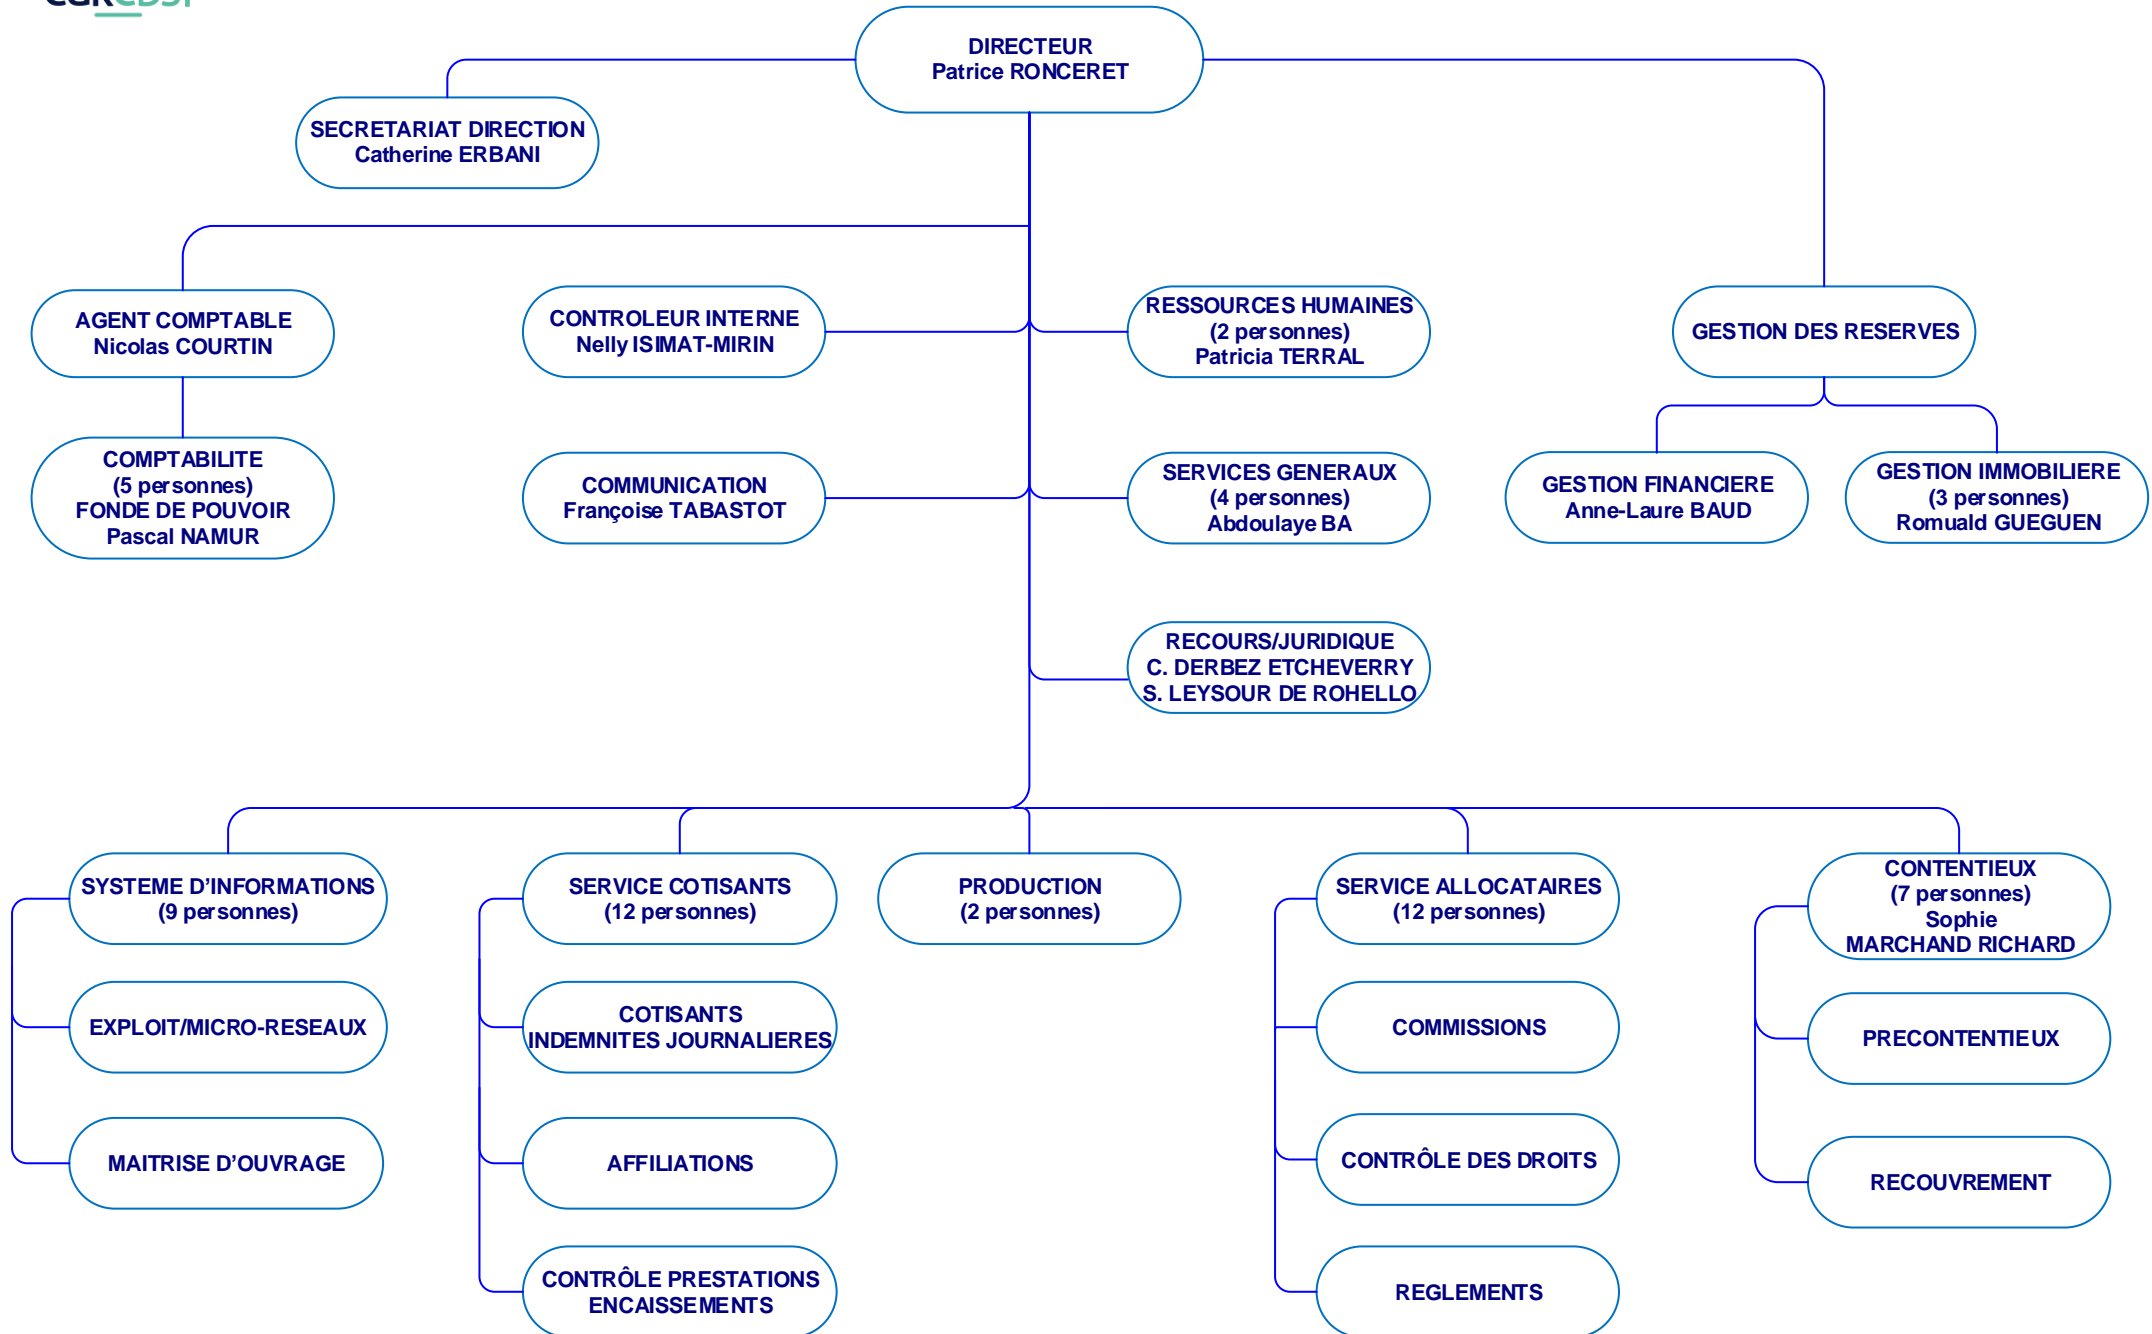 DIRECTEUR
Patrice RONCERET
SECRETARIAT DIRECTION
Catherine ERBANI
AGENT COMPTABLE
Nicolas COURTIN
CONTROLEUR INTERNE
Nelly ISIMAT-MIRIN
RESSOURCES HUMAINES
(2 personnes)
Patricia TERRAL
GESTION DES RESERVES
COMPTABILITE
(5 personnes)
FONDE DE POUVOIR
Pascal NAMUR
COMMUNICATION
Françoise TABASTOT
SERVICES GENERAUX
(4 personnes)
Abdoulaye BA
GESTION FINANCIERE
Anne-Laure BAUD
GESTION IMMOBILIERE
(3 personnes)
Romuald GUEGUEN
RECOURS/JURIDIQUE
C. DERBEZ ETCHEVERRY
S. LEYSOUR DE ROHELLO
SYSTEME D'INFORMATIONS
(9 personnes)
SERVICE COTISANTS
(12 personnes)
PRODUCTION
(2 personnes)
SERVICE ALLOCATAIRES
(12 personnes)
CONTENTIEUX
(7 personnes)
Sophie
MARCHAND RICHARD
EXPLOIT/MICRO-RESEAUX
COTISANTS
INDEMNITES JOURNALIERES
COMMISSIONS
PRECONTENTIEUX
MAITRISE D'OUVRAGE
AFFILIATIONS
CONTRÔLE DES DROITS
RECOUVREMENT
CONTRÔLE PRESTATIONS
ENCAISSEMENTS
REGLEMENTS